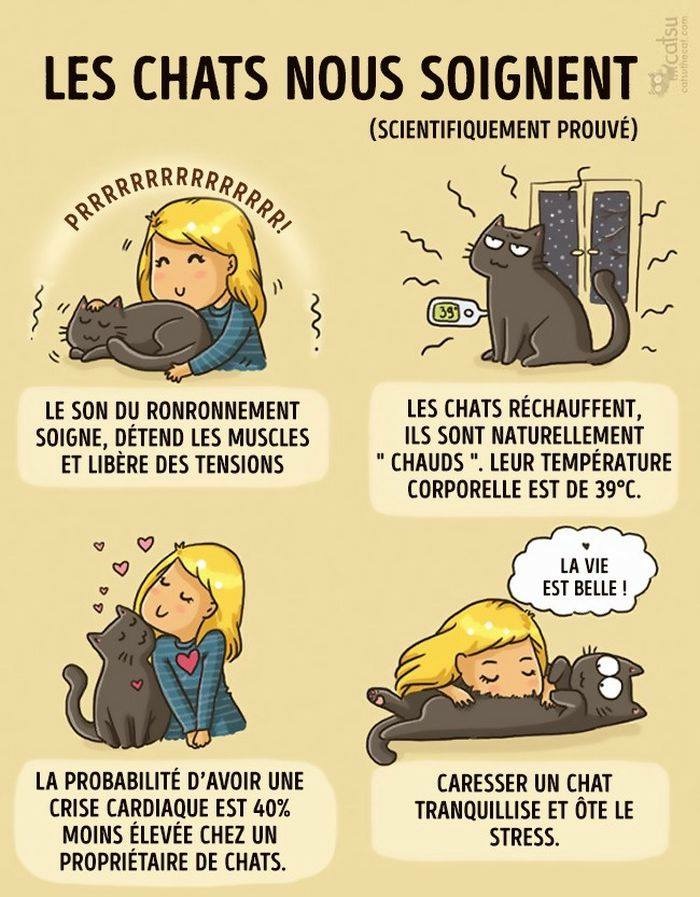 LES CHATS NOUS SOIGNENT
(SCIENTIFIQUEMENT PROUVÉ)
catsu
catsuthecat.com
PRRRRRRRRRRRRRRR!
39°
LE SON DU RONRONNEMENT
SOIGNE, DÉTEND LES MUSCLES
ET LIBÈRE DES TENSIONS
LES CHATS RÉCHAUFFENT,
ILS SONT NATURELLEMENT
" CHAUDS ". LEUR TEMPÉRATURE
CORPORELLE EST DE 39°C.
LA VIE
EST BELLE !
LA PROBABILITÉ D’AVOIR UNE
CRISE CARDIAQUE EST 40%
MOINS ÉLEVÉE CHEZ UN
PROPRIÉTAIRE DE CHATS.
CARESSER UN CHAT
TRANQUILLISE ET ÔTE LE
STRESS.